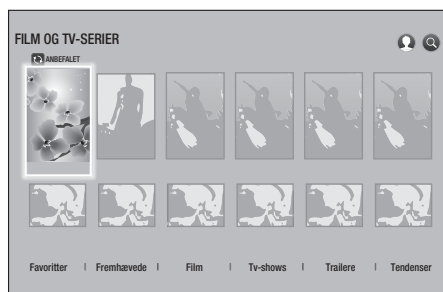 FILM OG TV-SERIER
ANBEFALET
Favoritter | Fremhævede | Film | Tv-shows | Trailere | Tendenser